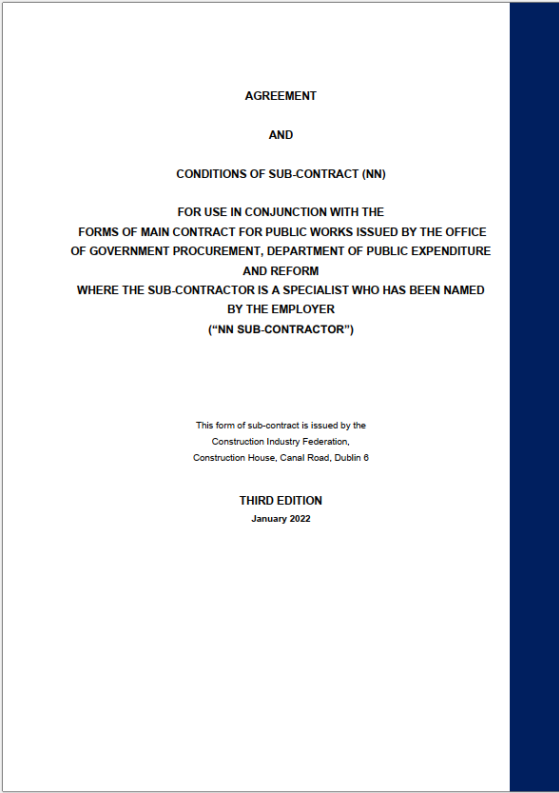 AGREEMENT
AND
CONDITIONS OF SUB-CONTRACT (NN)
FOR USE IN CONJUNCTION WITH THE
FORMS OF MAIN CONTRACT FOR PUBLIC WORKS ISSUED BY THE OFFICE
OF GOVERNMENT PROCUREMENT, DEPARTMENT OF PUBLIC EXPENDITURE
AND REFORM
WHERE THE SUB-CONTRACTOR IS A SPECIALIST WHO HAS BEEN NAMED
BY THE EMPLOYER
(“NN SUB-CONTRACTOR”)
This form of sub-contract is issued by the
Construction Industry Federation,
Construction House, Canal Road, Dublin 6
THIRD EDITION
January 2022